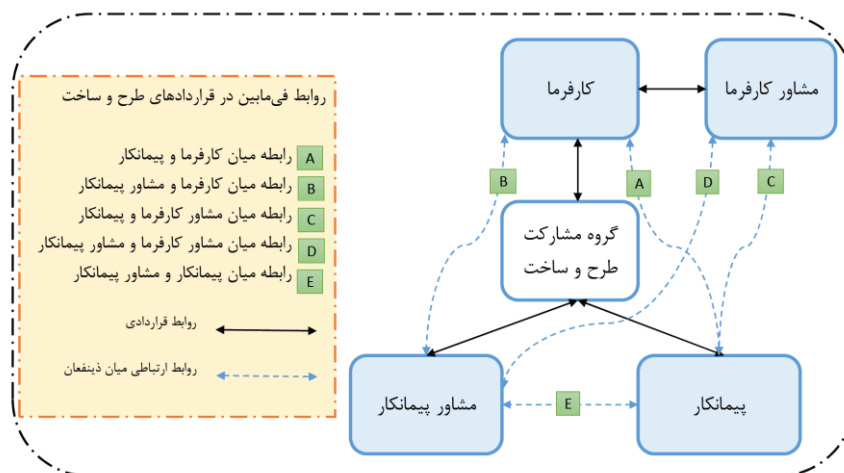 کارفرما
مشاور کارفرما
روابط فی‌مابین در قراردادهای طرح و ساخت
A رابطه میان کارفرما و پیمانکار
B رابطه میان کارفرما و مشاور پیمانکار
C رابطه میان مشاور کارفرما و پیمانکار
D رابطه میان مشاور کارفرما و مشاور پیمانکار
E رابطه میان پیمانکار و مشاور پیمانکار
روابط قراردادی
روابط ارتباطی میان ذینفعان
B
A
D
C
گروه مشارکت
طرح و ساخت
پیمانکار
E
مشاور پیمانکار